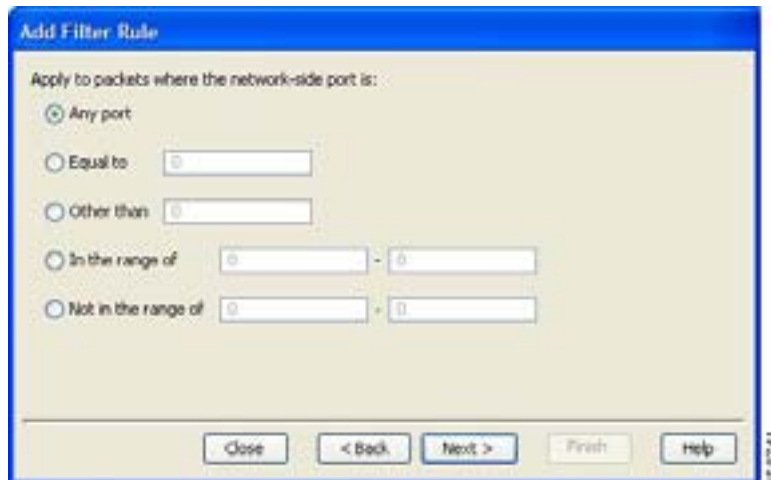 Add Filter Rule
Apply to packets where the network-side port is:
Any port
Equal to 0
Other than 0
In the range of 0 - 0
Not in the range of 0 - 0
Close < Back Next > Finish Help